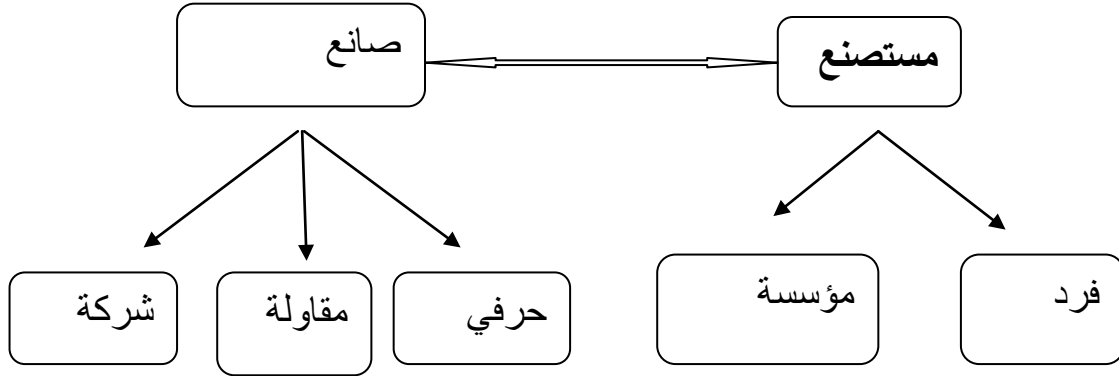 مستصنع
صانع
فرد
مؤسسة
حرفي
مقاولة
شركة